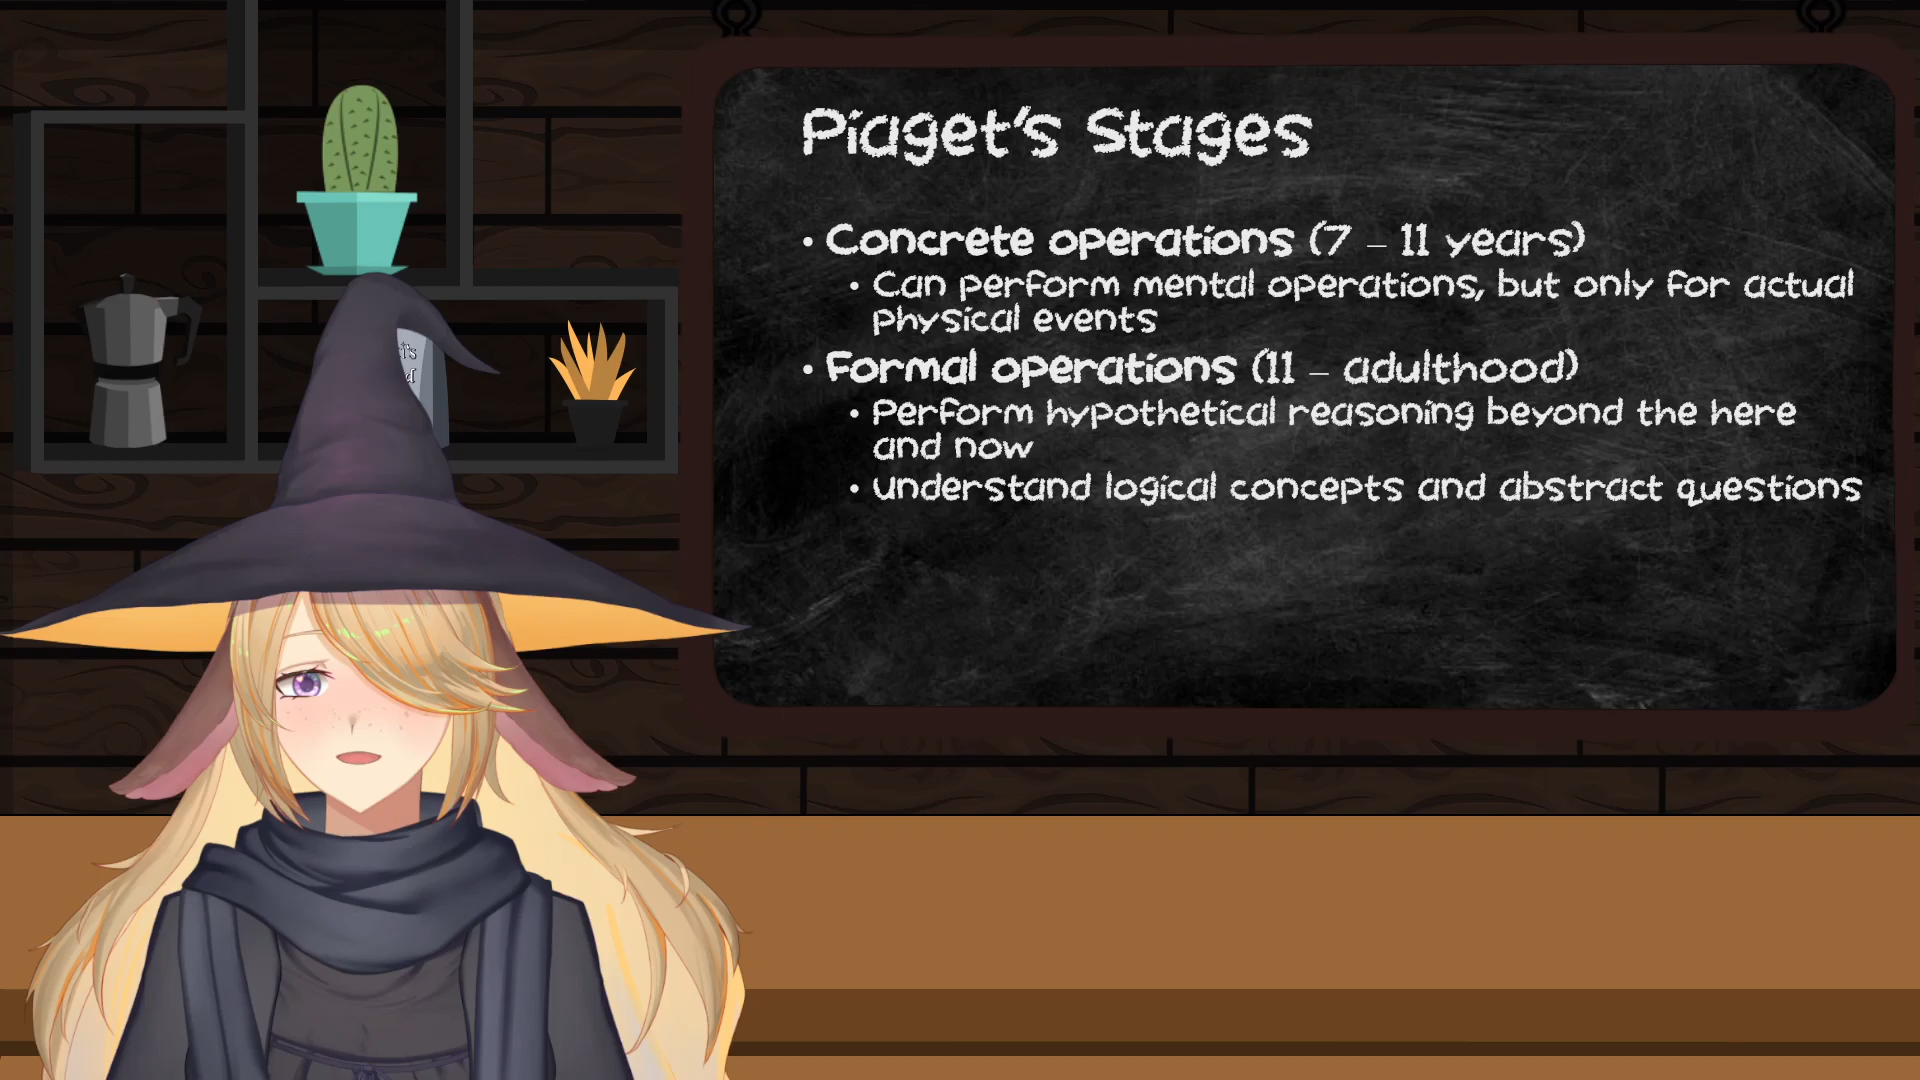 Piaget's Stages
• Concrete operations (7 – 11 years)
• Can perform mental operations, but only for actual
physical events
• Formal operations (11 – adulthood)
• Perform hypothetical reasoning beyond the here
and now
• Understand logical concepts and abstract questions